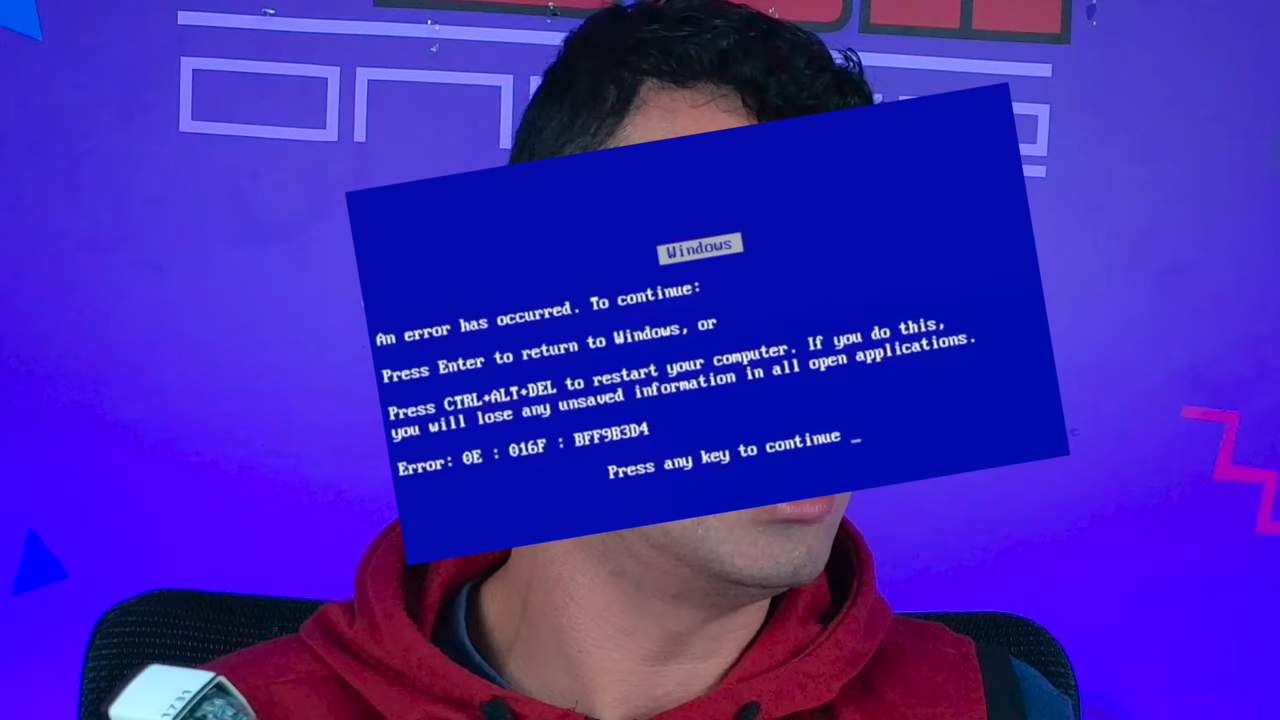 Windows
An error has occurred. To continue:
Press Enter to return to Windows, or
Press CTRL+ALT+DEL to restart your computer. If you do this,
you will lose any unsaved information in all open applications.
Error: 0E : 016F : BFF9B3D4
Press any key to continue _